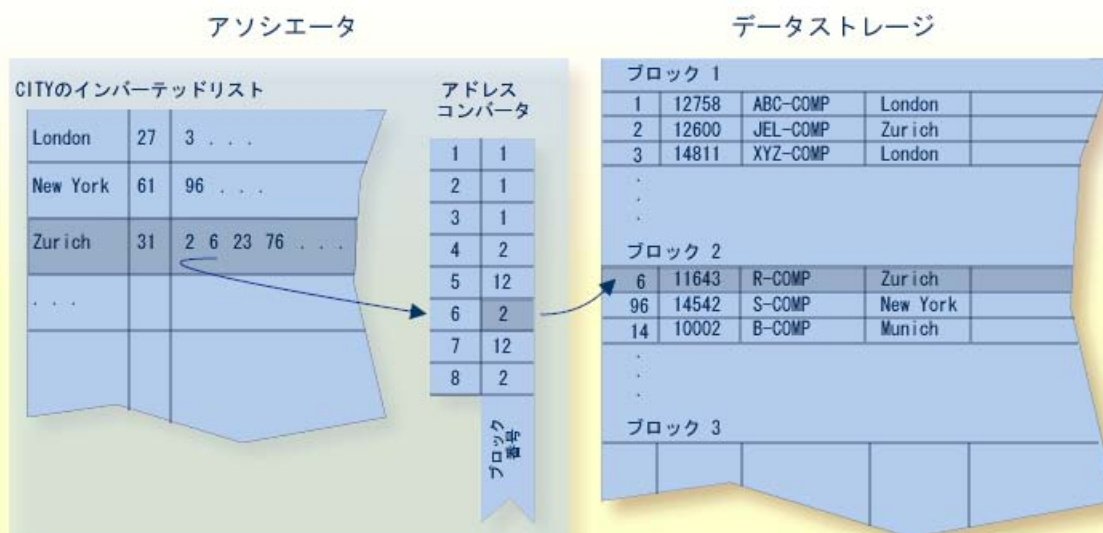 アソシエータ
データストレージ
CITYのインバーテッドリスト
London 27 3 . . .
New York 61 96 . . .
Zurich 31 2 6 23 76 . . .
. . .
アドレス
コンバータ
1 1
2 1
3 1
4 2
5 12
6 2
7 12
8 2
ブロック
番号
ブロック 1
1 12758 ABC-COMP London
2 12600 JEL-COMP Zurich
3 14811 XYZ-COMP London
.
.
.
ブロック 2
6 11643 R-COMP Zurich
96 14542 S-COMP New York
14 10002 B-COMP Munich
.
.
.
ブロック 3